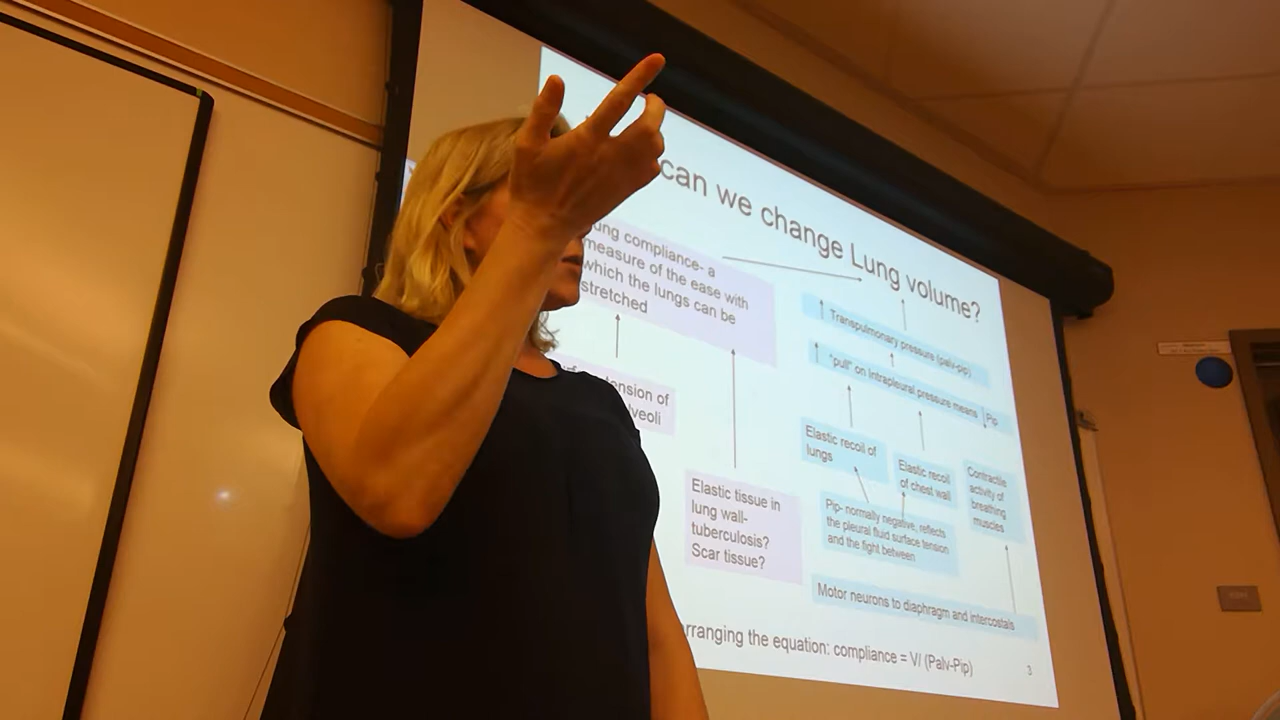 can we change Lung volume?
ung compliance- a
measure of the ease with
which the lungs can be
stretched
Transpulmonary pressure (palv-pip)
"pull" on Intrapleural pressure means Pip
ension of
lveoli
Elastic recoil of
lungs
Elastic recoil
of chest wall
Contractile
activity of
breathing
muscles
Elastic tissue in
lung wall-
tuberculosis?
Scar tissue?
Pip- normally negative, reflects
the pleural fluid surface tension
and the fight between
Motor neurons to diaphragm and intercostals
rranging the equation: compliance = V/ (Palv-Pip)
3